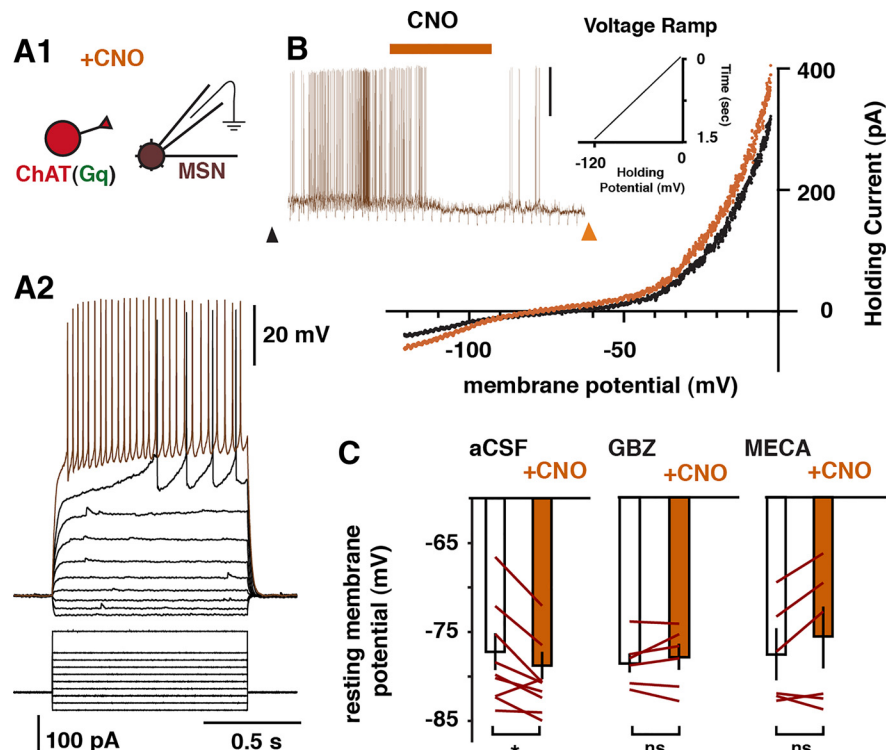 A1
+CNO
ChAT(Gq)
MSN
B
CNO
Voltage Ramp
0
Time (sec)
1.5
-120
0
Holding
Potential (mV)
400
200
0
Holding Current (pA)
-100
-50
membrane potential (mV)
A2
20 mV
100 pA
0.5 s
C
aCSF
+CNO
GBZ
+CNO
MECA
+CNO
-65
-75
-85
resting membrane
potential (mV)
*
ns
ns